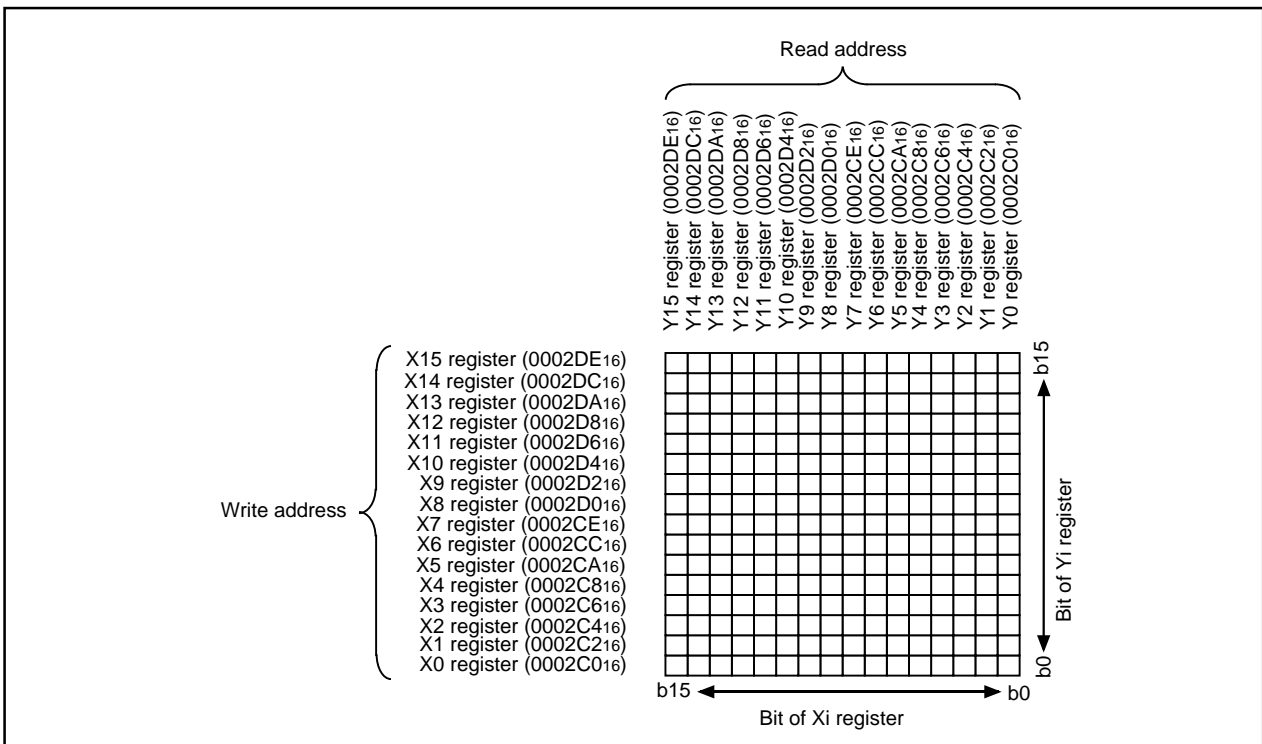 Read address
Y15 register (0002DE16)
Y14 register (0002DC16)
Y13 register (0002DA16)
Y12 register (0002D816)
Y11 register (0002D616)
Y10 register (0002D416)
Y9 register (0002D216)
Y8 register (0002D016)
Y7 register (0002CE16)
Y6 register (0002CC16)
Y5 register (0002CA16)
Y4 register (0002C816)
Y3 register (0002C616)
Y2 register (0002C416)
Y1 register (0002C216)
Y0 register (0002C016)
Write address
X15 register (0002DE16)
X14 register (0002DC16)
X13 register (0002DA16)
X12 register (0002D816)
X11 register (0002D616)
X10 register (0002D416)
X9 register (0002D216)
X8 register (0002D016)
X7 register (0002CE16)
X6 register (0002CC16)
X5 register (0002CA16)
X4 register (0002C816)
X3 register (0002C616)
X2 register (0002C416)
X1 register (0002C216)
X0 register (0002C016)
b15
Bit of Yi register
b0
b15
b0
Bit of Xi register